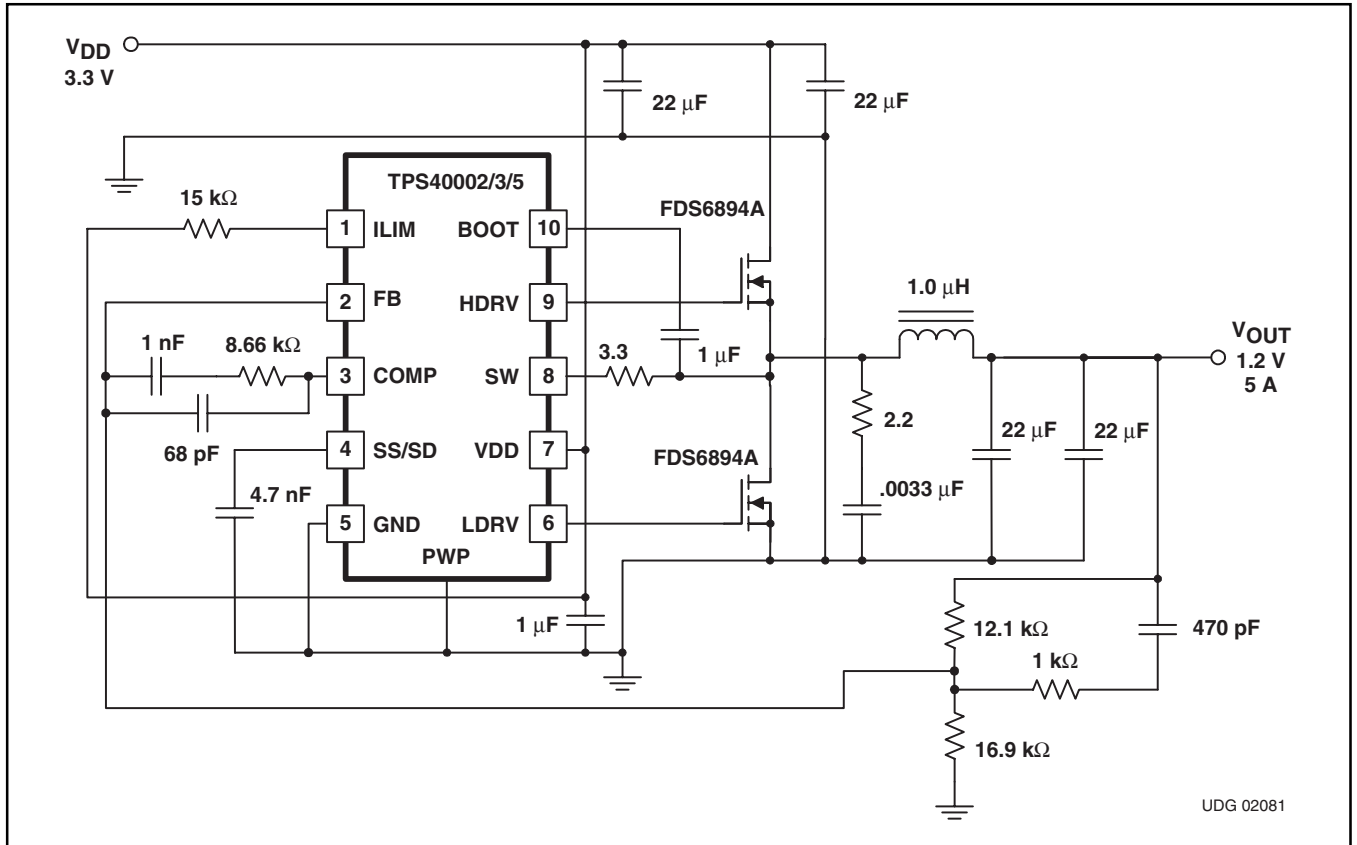 VDD
3.3 V
22 µF
22 µF
TPS40002/3/5
15 kΩ
FDS6894A
1 ILIM BOOT 10
1.0 µH
2 FB HDRV 9
VOUT
1.2 V
5 A
1 nF
8.66 kΩ
3.3
1 µF
3 COMP SW 8
2.2
68 pF
22 µF
22 µF
4 SS/SD VDD 7
FDS6894A
4.7 nF
.0033 µF
5 GND LDRV 6
PWP
1 µF
12.1 kΩ
470 pF
1 kΩ
16.9 kΩ
UDG 02081